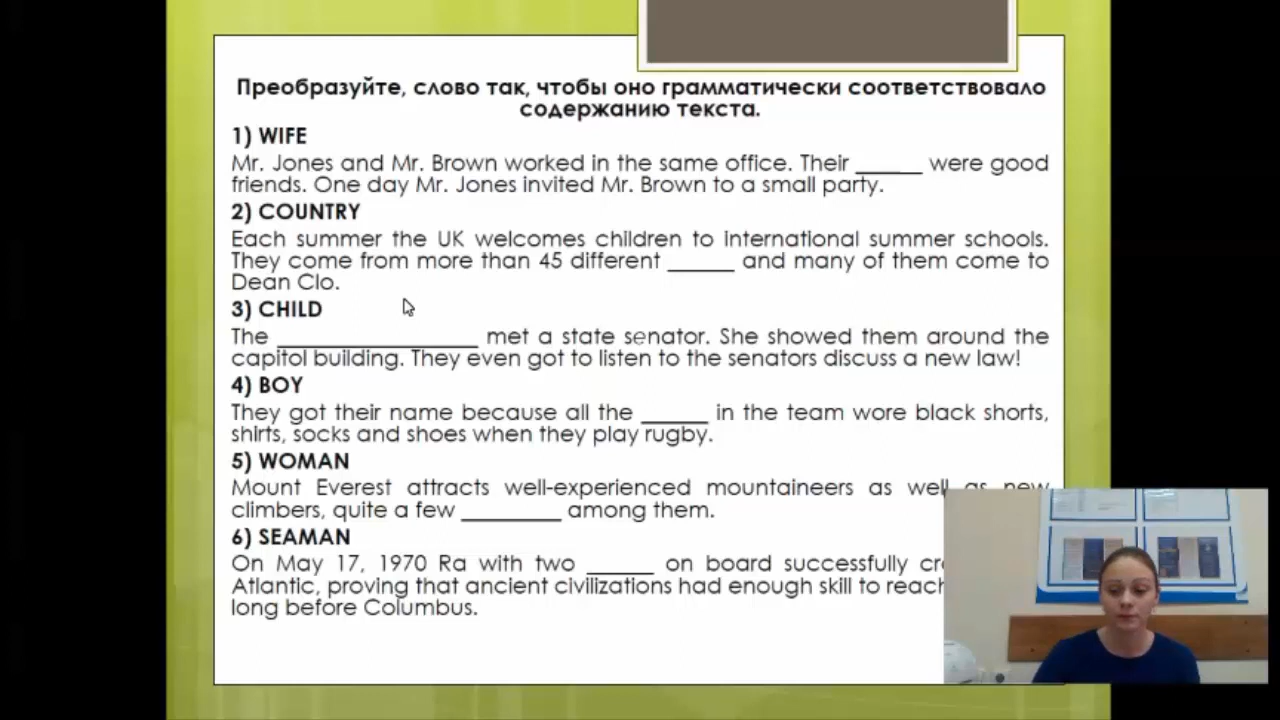 Преобразуйте, слово так, чтобы оно грамматически соответствовало
содержанию текста.
1) WIFE
Mr. Jones and Mr. Brown worked in the same office. Their ______ were good
friends. One day Mr. Jones invited Mr. Brown to a small party.
2) COUNTRY
Each summer the UK welcomes children to international summer schools.
They come from more than 45 different ______ and many of them come to
Dean Clo.
3) CHILD
The __________________ met a state senator. She showed them around the
capitol building. They even got to listen to the senators discuss a new law!
4) BOY
They got their name because all the ______ in the team wore black shorts,
shirts, socks and shoes when they play rugby.
5) WOMAN
Mount Everest attracts well-experienced mountaineers as well as new
climbers, quite a few _________ among them.
6) SEAMAN
On May 17, 1970 Ra with two ______ on board successfully
Atlantic, proving that ancient civilizations had enough skill to reach
long before Columbus.